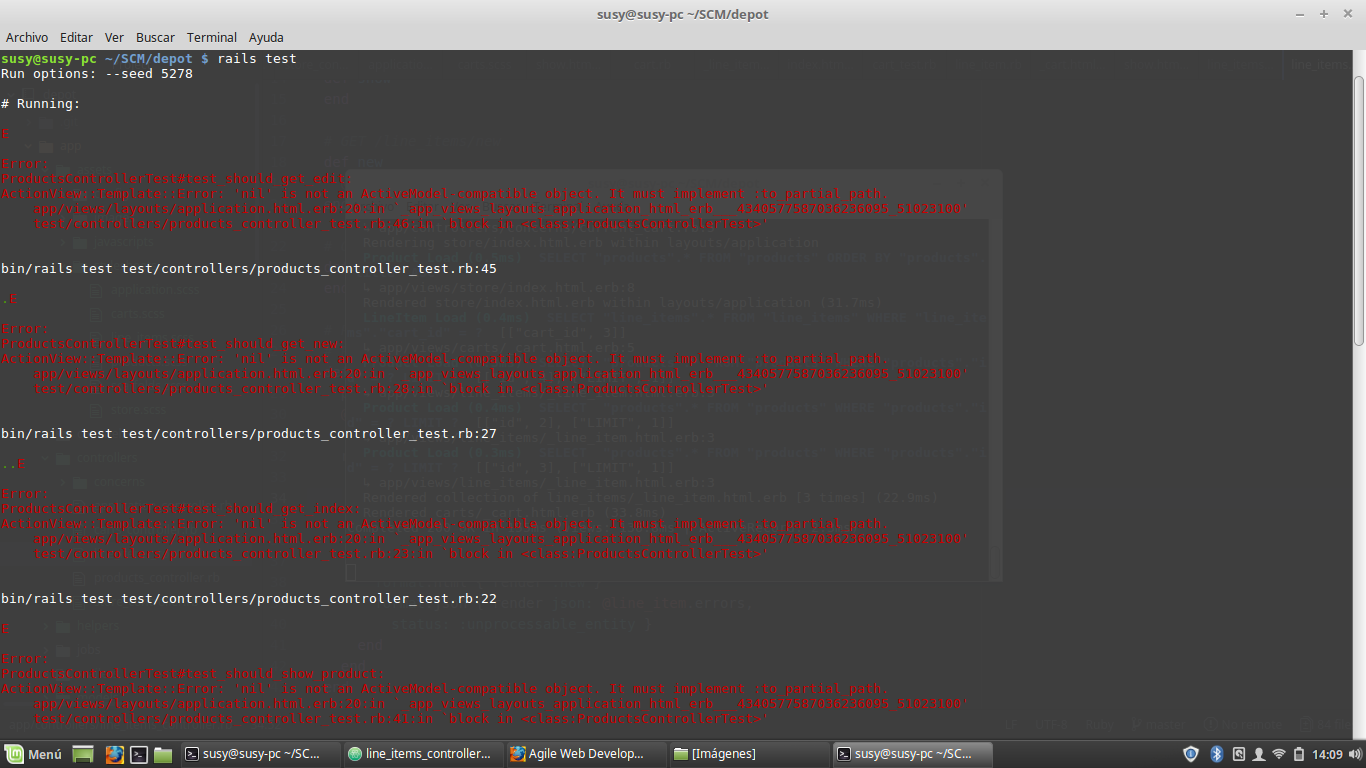 susy@susy-pc ~/SCM/depot
Archivo Editar Ver Buscar Terminal Ayuda
susy@susy-pc ~/SCM/depot $ rails test
Run options: --seed 5278
# Running:
E
Error:
ProductsControllerTest#test_should_get_edit:
ActionView::Template::Error: 'nil' is not an ActiveModel-compatible object. It must implement :to_partial_path.
app/views/layouts/application.html.erb:20:in `_app_views_layouts_application_html_erb___4340577587036236095_51023100'
test/controllers/products_controller_test.rb:46:in `block in <class:ProductsControllerTest>'
bin/rails test test/controllers/products_controller_test.rb:45
.E
Error:
ProductsControllerTest#test_should_get_new:
ActionView::Template::Error: 'nil' is not an ActiveModel-compatible object. It must implement :to_partial_path.
app/views/layouts/application.html.erb:20:in `_app_views_layouts_application_html_erb___4340577587036236095_51023100'
test/controllers/products_controller_test.rb:28:in `block in <class:ProductsControllerTest>'
bin/rails test test/controllers/products_controller_test.rb:27
..E
Error:
ProductsControllerTest#test_should_get_index:
ActionView::Template::Error: 'nil' is not an ActiveModel-compatible object. It must implement :to_partial_path.
app/views/layouts/application.html.erb:20:in `_app_views_layouts_application_html_erb___4340577587036236095_51023100'
test/controllers/products_controller_test.rb:23:in `block in <class:ProductsControllerTest>'
bin/rails test test/controllers/products_controller_test.rb:22
E
Error:
ProductsControllerTest#test_should_show_product:
ActionView::Template::Error: 'nil' is not an ActiveModel-compatible object. It must implement :to_partial_path.
app/views/layouts/application.html.erb:20:in `_app_views_layouts_application_html_erb___4340577587036236095_51023100'
test/controllers/products_controller_test.rb:41:in `block in <class:ProductsControllerTest>'
Menú susy@susy-pc ~/SC... line_items_controller... Agile Web Develop... [Imágenes] susy@susy-pc ~/SC... 14:09